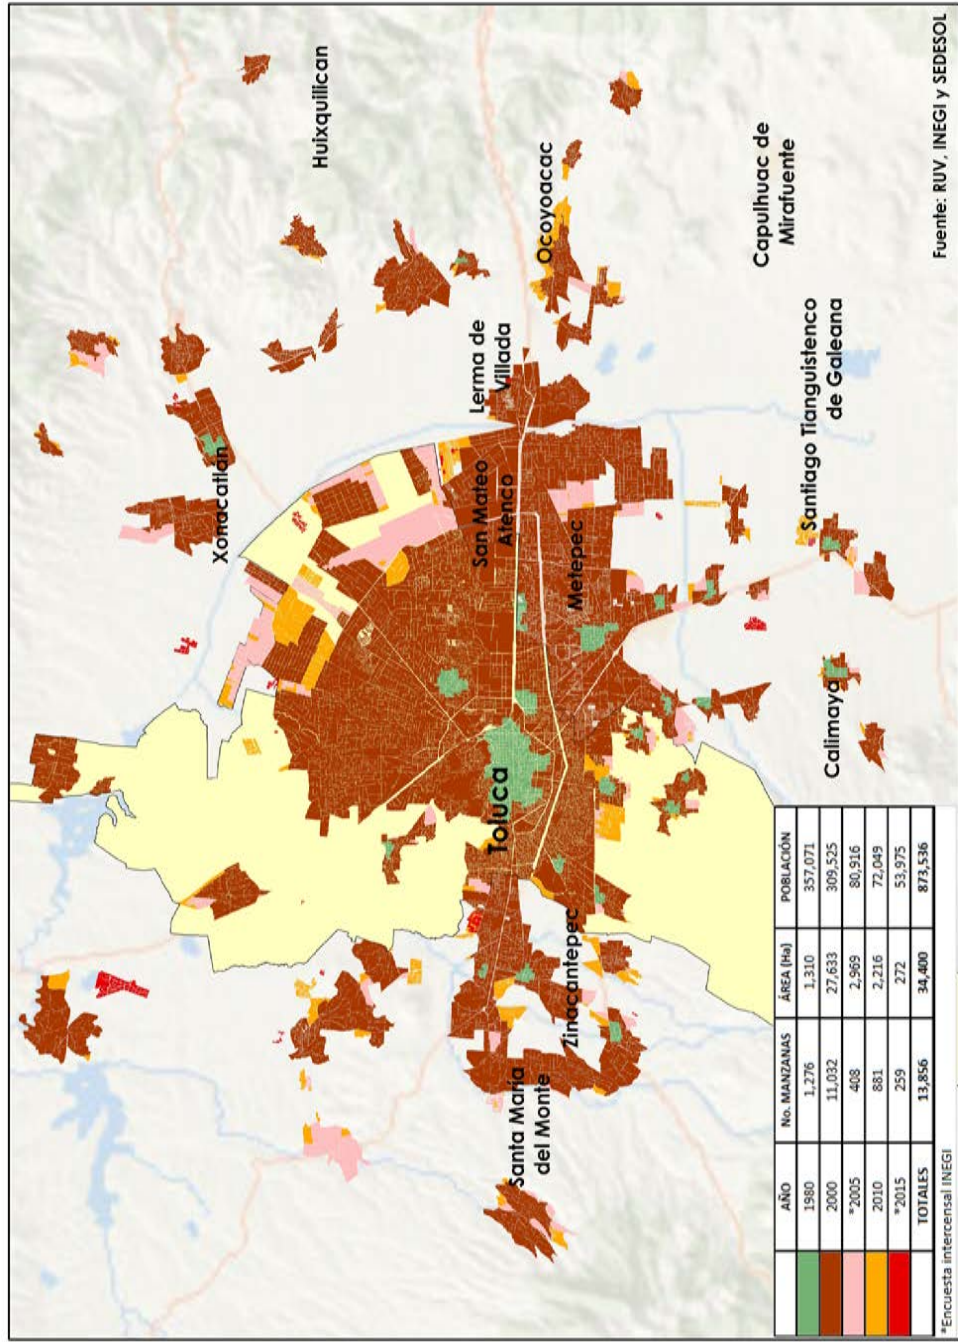 Huixquilican
Xonacatlán
Lerma de
Villada
Ocoyoacac
Capulhuac de
Mirafuente
San Mateo
Atenco
Metepec
Santiago Tianguistenco
de Galeana
Toluca
Calimaya
Zinacantepec
Santa María
del Monte
AÑO No. MANZANAS ÁREA (Ha) POBLACIÓN
1980 1,276 1,310 357,071
2000 11,032 27,633 309,525
*2005 408 2,969 80,916
2010 881 2,216 72,049
*2015 259 272 53,975
TOTALES 13,856 34,400 873,536
*Encuesta intercensal INEGI
Fuente: RUV, INEGI y SEDESOL